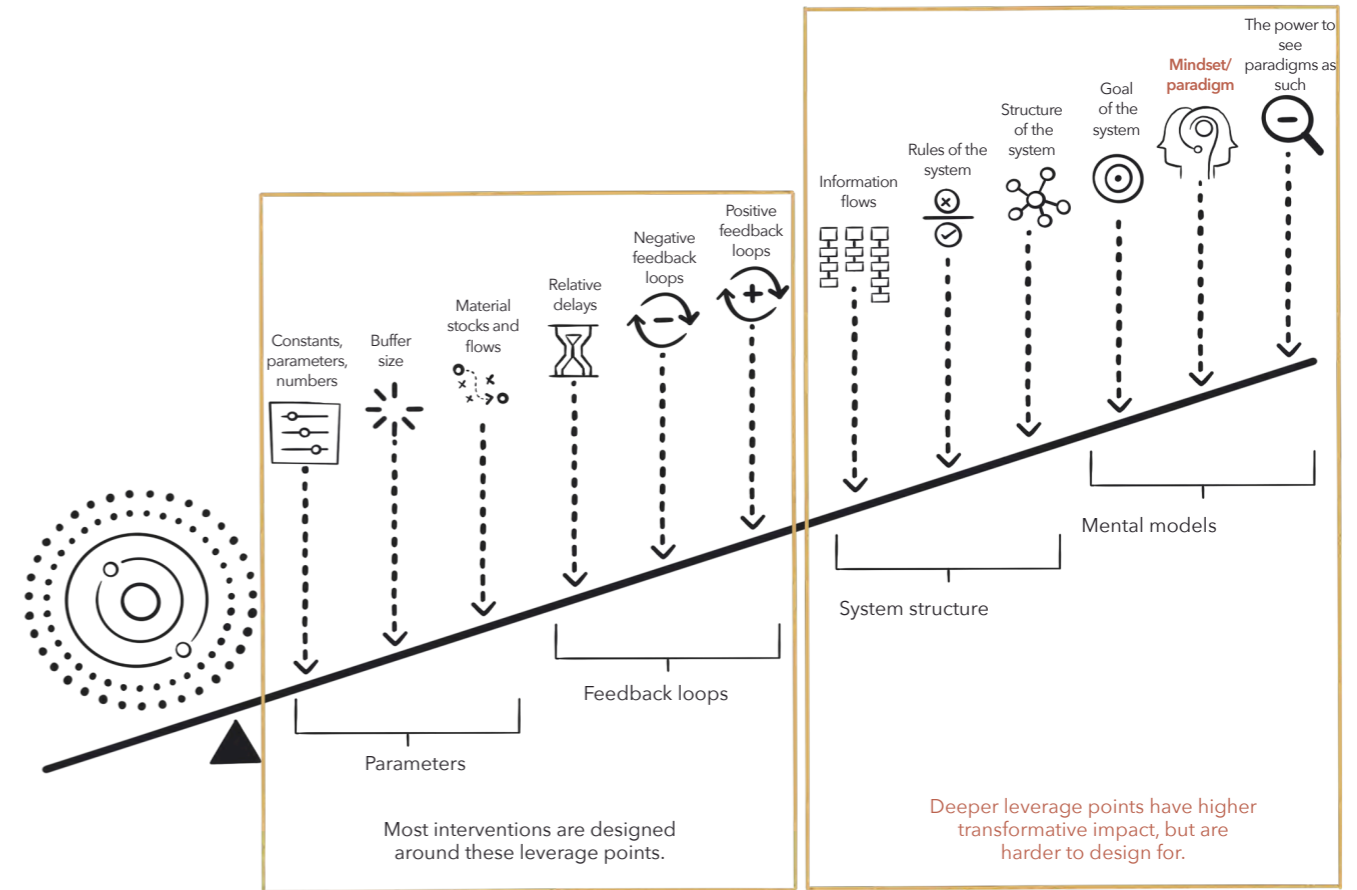 Constants,
parameters,
numbers
Buffer
size
Material
stocks and
flows
Relative
delays
Negative
feedback
loops
Positive
feedback
loops
Information
flows
Rules of the
system
Structure
of the
system
Goal
of the
system
Mindset/
paradigm
The power to
see
paradigms as
such
Parameters
Feedback loops
System structure
Mental models
Most interventions are designed
around these leverage points.
Deeper leverage points have higher
transformative impact, but are
harder to design for.